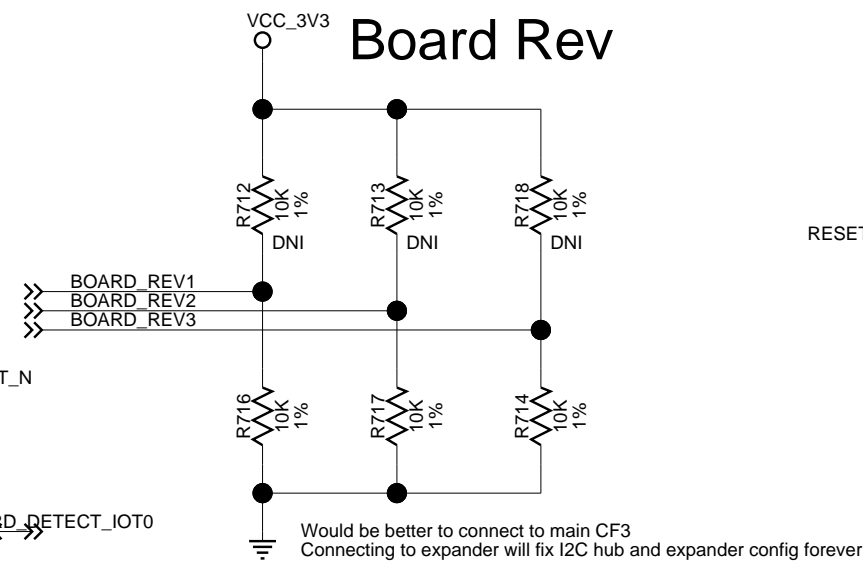 VCC_3V3
Board Rev
R712
10K
1%
DNI
R713
10K
1%
DNI
R718
10K
1%
DNI
RESET
BOARD_REV1
BOARD_REV2
BOARD_REV3
T_N
R716
10K
1%
R717
10K
1%
R714
10K
1%
RD_DETECT_IOT0
Would be better to connect to main CF3
Connecting to expander will fix I2C hub and expander config forever